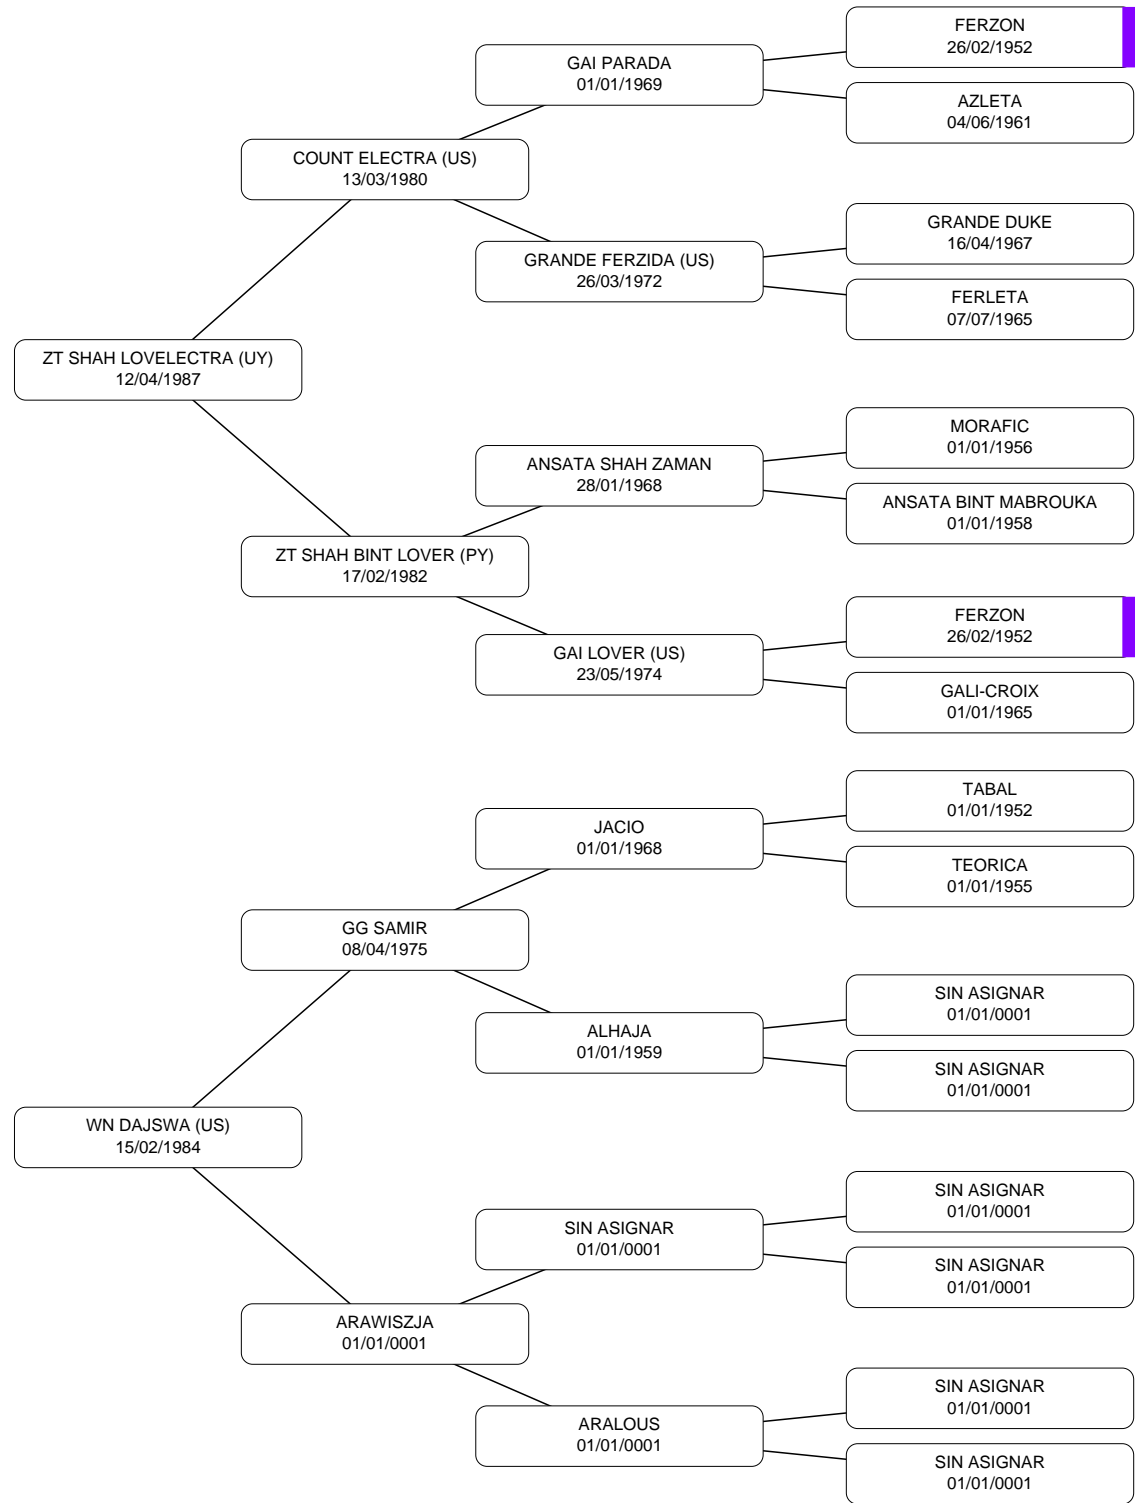 FERZON
26/02/1952
GAI PARADA
01/01/1969
AZLETA
04/06/1961
COUNT ELECTRA (US)
13/03/1980
GRANDE DUKE
16/04/1967
GRANDE FERZIDA (US)
26/03/1972
FERLETA
07/07/1965
ZT SHAH LOVELECTRA (UY)
12/04/1987
MORAFIC
01/01/1956
ANSATA SHAH ZAMAN
28/01/1968
ANSATA BINT MABROUKA
01/01/1958
ZT SHAH BINT LOVER (PY)
17/02/1982
FERZON
26/02/1952
GAI LOVER (US)
23/05/1974
GALI-CROIX
01/01/1965
TABAL
01/01/1952
JACIO
01/01/1968
TEORICA
01/01/1955
GG SAMIR
08/04/1975
SIN ASIGNAR
01/01/0001
ALHAJA
01/01/1959
SIN ASIGNAR
01/01/0001
WN DAJSWA (US)
15/02/1984
SIN ASIGNAR
01/01/0001
SIN ASIGNAR
01/01/0001
SIN ASIGNAR
01/01/0001
ARAWISZJA
01/01/0001
SIN ASIGNAR
01/01/0001
ARALOUS
01/01/0001
SIN ASIGNAR
01/01/0001